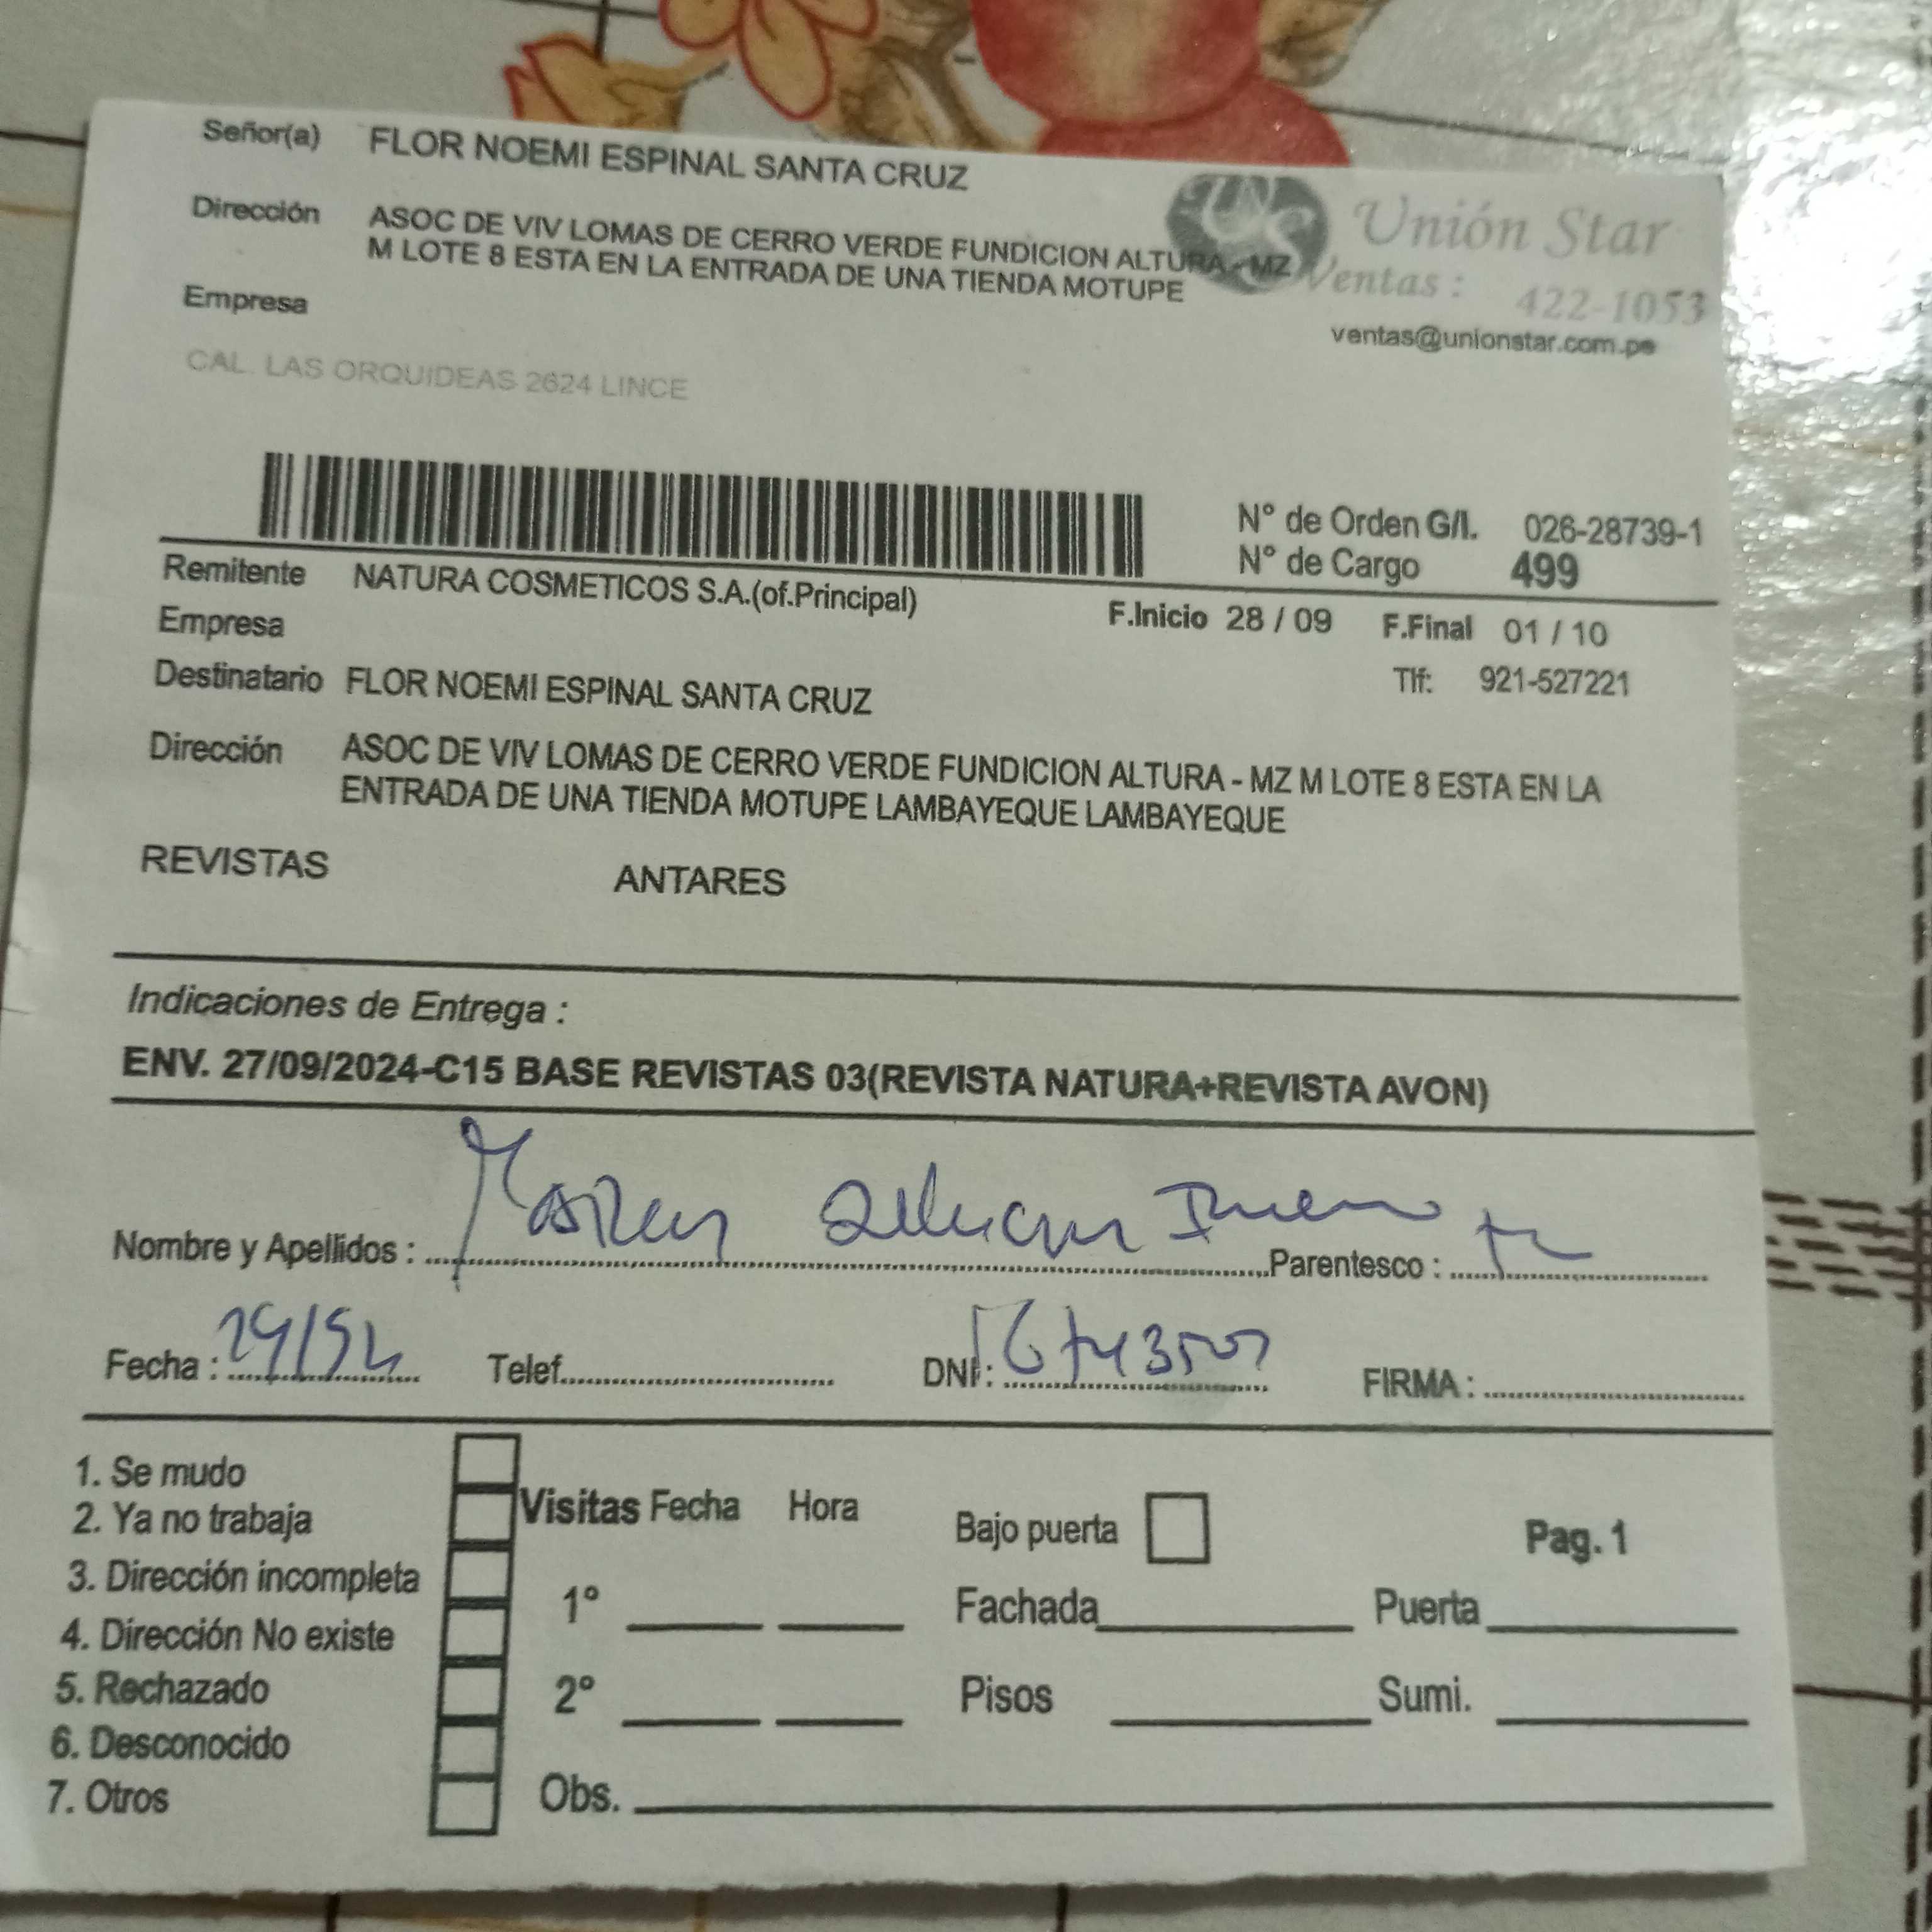 Señor(a) FLOR NOEMI ESPINAL SANTA CRUZ
Dirección ASOC DE VIV LOMAS DE CERRO VERDE FUNDICION ALTURA - MZ
M LOTE 8 ESTA EN LA ENTRADA DE UNA TIENDA MOTUPE
UNS Unión Star
Ventas : 422-1053
ventas@unionstar.com.pe
Empresa
CAL. LAS ORQUIDEAS 2624 LINCE
N° de Orden G/I. 026-28739-1
N° de Cargo 499
Remitente NATURA COSMETICOS S.A.(of.Principal)
F.Inicio 28 / 09 F.Final 01 / 10
Empresa
Destinatario FLOR NOEMI ESPINAL SANTA CRUZ
Tlf: 921-527221
Dirección ASOC DE VIV LOMAS DE CERRO VERDE FUNDICION ALTURA - MZ M LOTE 8 ESTA EN LA
ENTRADA DE UNA TIENDA MOTUPE LAMBAYEQUE LAMBAYEQUE
REVISTAS ANTARES
Indicaciones de Entrega :
ENV. 27/09/2024-C15 BASE REVISTAS 03(REVISTA NATURA+REVISTA AVON)
Nombre y Apellidos : Parentesco :
Fecha : Telef. DNI : FIRMA :
1. Se mudo
2. Ya no trabaja
3. Dirección incompleta
4. Dirección No existe
5. Rechazado
6. Desconocido
7. Otros
Visitas Fecha Hora
1°
2°
Obs.
Bajo puerta
Pag. 1
Fachada Puerta
Pisos Sumi.